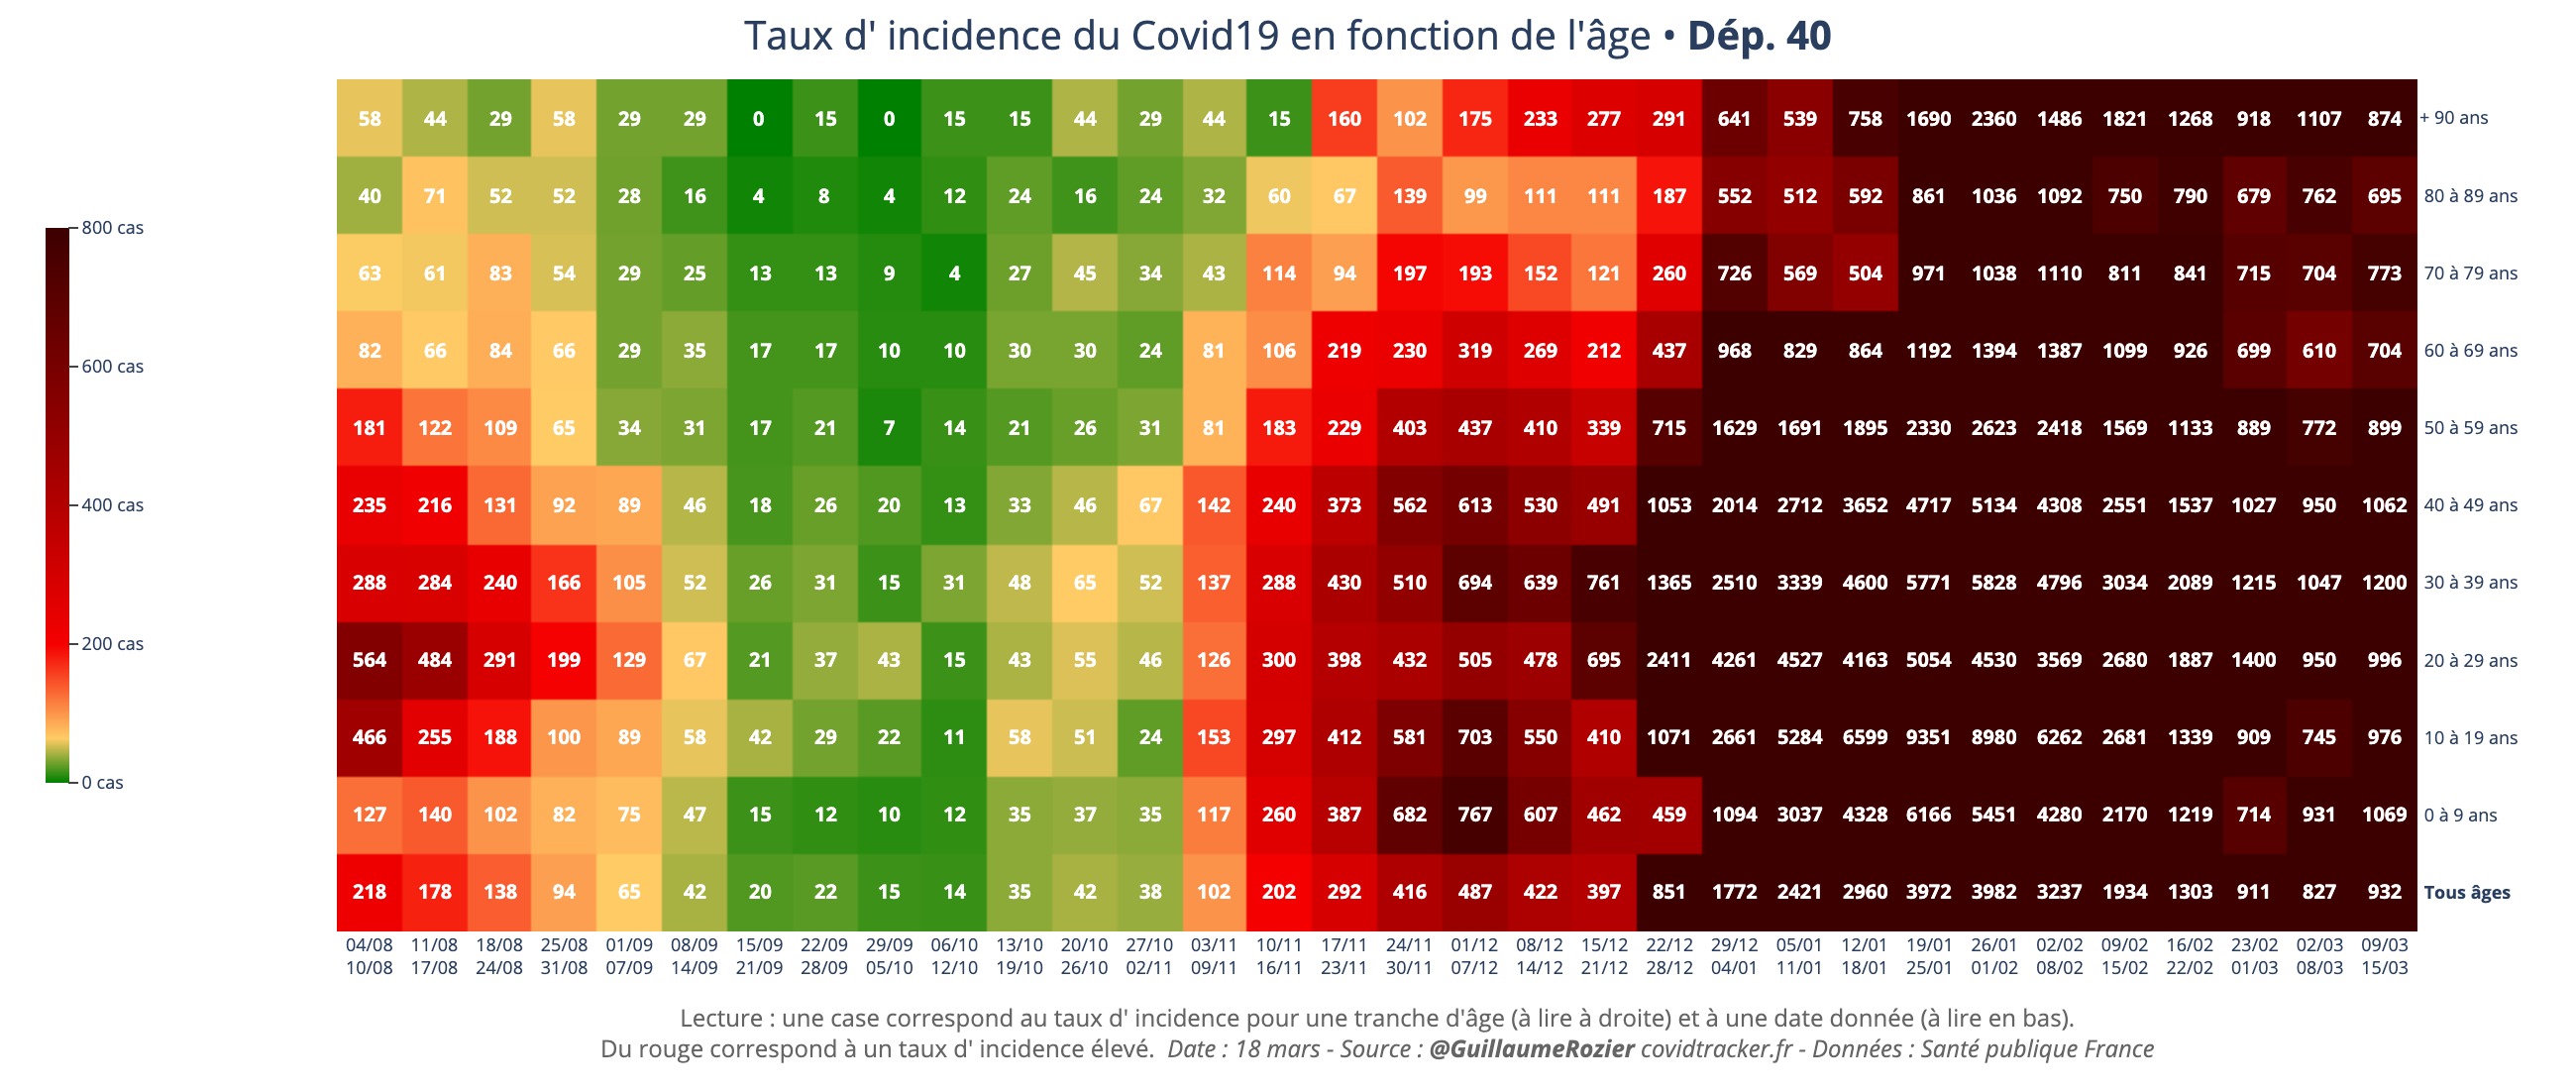 Taux d' incidence du Covid19 en fonction de l'âge • Dép. 40
800 cas
600 cas
400 cas
200 cas
0 cas
58 44 29 58 29 29 0 15 0 15 15 44 29 44 15 160 102 175 233 277 291 641 539 758 1690 2360 1486 1821 1268 918 1107 874 + 90 ans
40 71 52 52 28 16 4 8 4 12 24 16 24 32 60 67 139 99 111 111 187 552 512 592 861 1036 1092 750 790 679 762 695 80 à 89 ans
63 61 83 54 29 25 13 13 9 4 27 45 34 43 114 94 197 193 152 121 260 726 569 504 971 1038 1110 811 841 715 704 773 70 à 79 ans
82 66 84 66 29 35 17 17 10 10 30 30 24 81 106 219 230 319 269 212 437 968 829 864 1192 1394 1387 1099 926 699 610 704 60 à 69 ans
181 122 109 65 34 31 17 21 7 14 21 26 31 81 183 229 403 437 410 339 715 1629 1691 1895 2330 2623 2418 1569 1133 889 772 899 50 à 59 ans
235 216 131 92 89 46 18 26 20 13 33 46 67 142 240 373 562 613 530 491 1053 2014 2712 3652 4717 5134 4308 2551 1537 1027 950 1062 40 à 49 ans
288 284 240 166 105 52 26 31 15 31 48 65 52 137 288 430 510 694 639 761 1365 2510 3339 4600 5771 5828 4796 3034 2089 1215 1047 1200 30 à 39 ans
564 484 291 199 129 67 21 37 43 15 43 55 46 126 300 398 432 505 478 695 2411 4261 4527 4163 5054 4530 3569 2680 1887 1400 950 996 20 à 29 ans
466 255 188 100 89 58 42 29 22 11 58 51 24 153 297 412 581 703 550 410 1071 2661 5284 6599 9351 8980 6262 2681 1339 909 745 976 10 à 19 ans
127 140 102 82 75 47 15 12 10 12 35 37 35 117 260 387 682 767 607 462 459 1094 3037 4328 6166 5451 4280 2170 1219 714 931 1069 0 à 9 ans
218 178 138 94 65 42 20 22 15 14 35 42 38 102 202 292 416 487 422 397 851 1772 2421 2960 3972 3982 3237 1934 1303 911 827 932 Tous âges
04/08 11/08 18/08 25/08 01/09 08/09 15/09 22/09 29/09 06/10 13/10 20/10 27/10 03/11 10/11 17/11 24/11 01/12 08/12 15/12 22/12 29/12 05/01 12/01 19/01 26/01 02/02 09/02 16/02 23/02 02/03 09/03
10/08 17/08 24/08 31/08 07/09 14/09 21/09 28/09 05/10 12/10 19/10 26/10 02/11 09/11 16/11 23/11 30/11 07/12 14/12 21/12 28/12 04/01 11/01 18/01 25/01 01/02 08/02 15/02 22/02 01/03 08/03 15/03
Lecture : une case correspond au taux d' incidence pour une tranche d'âge (à lire à droite) et à une date donnée (à lire en bas).
Du rouge correspond à un taux d' incidence élevé. Date : 18 mars - Source : @GuillaumeRozier covidtracker.fr - Données : Santé publique France